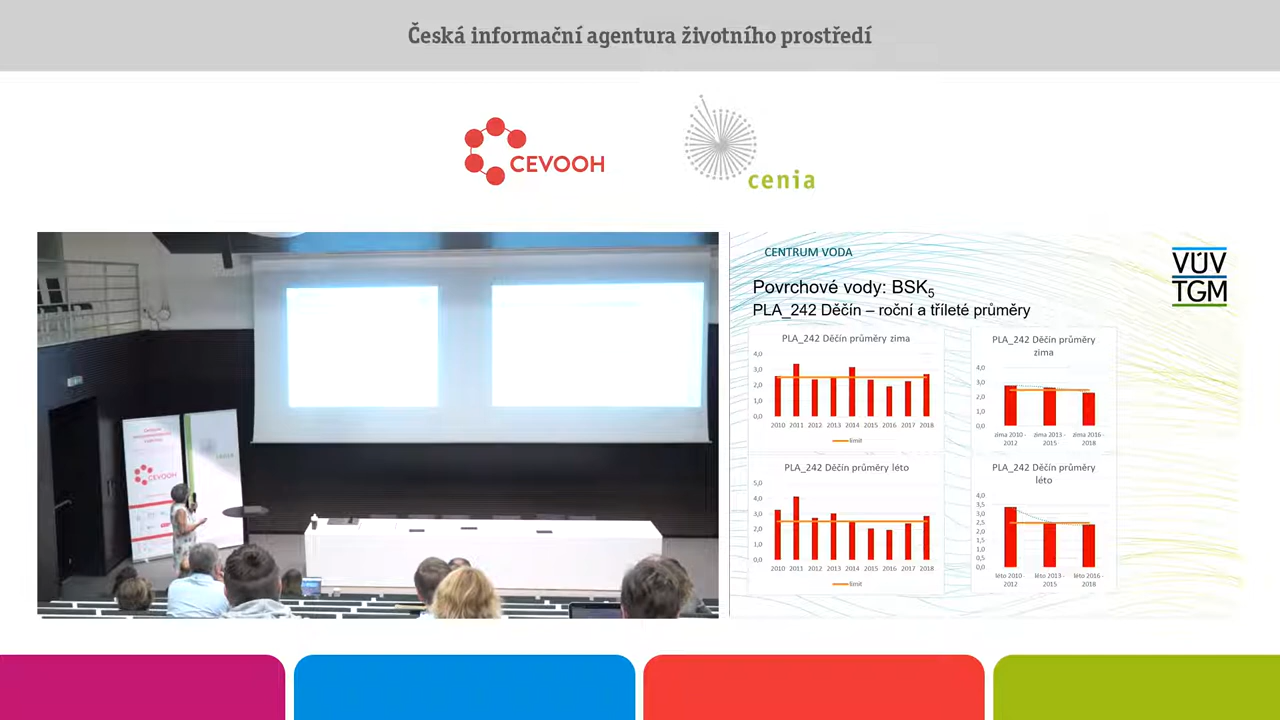 Česká informační agentura životního prostředí
CEVOOH
cenia
CEVOOH
CENTRUM VODA
VÚV
TGM
Povrchové vody: BSK5
PLA_242 Děčín – roční a tříleté průměry
PLA_242 Děčín průměry zima
4,0
3,0
2,0
1,0
0,0
2010 2011 2012 2013 2014 2015 2016 2017 2018
limit
PLA_242 Děčín průměry
zima
4,0
3,0
2,0
1,0
0,0
zima 2010 - zima 2013 - zima 2016 -
2012 2015 2018
PLA_242 Děčín průměry léto
5,0
4,0
3,0
2,0
1,0
0,0
2010 2011 2012 2013 2014 2015 2016 2017 2018
limit
PLA_242 Děčín průměry
léto
4,0
3,5
3,0
2,5
2,0
1,5
1,0
0,5
0,0
léto 2010 - léto 2013 - léto 2016 -
2012 2015 2018